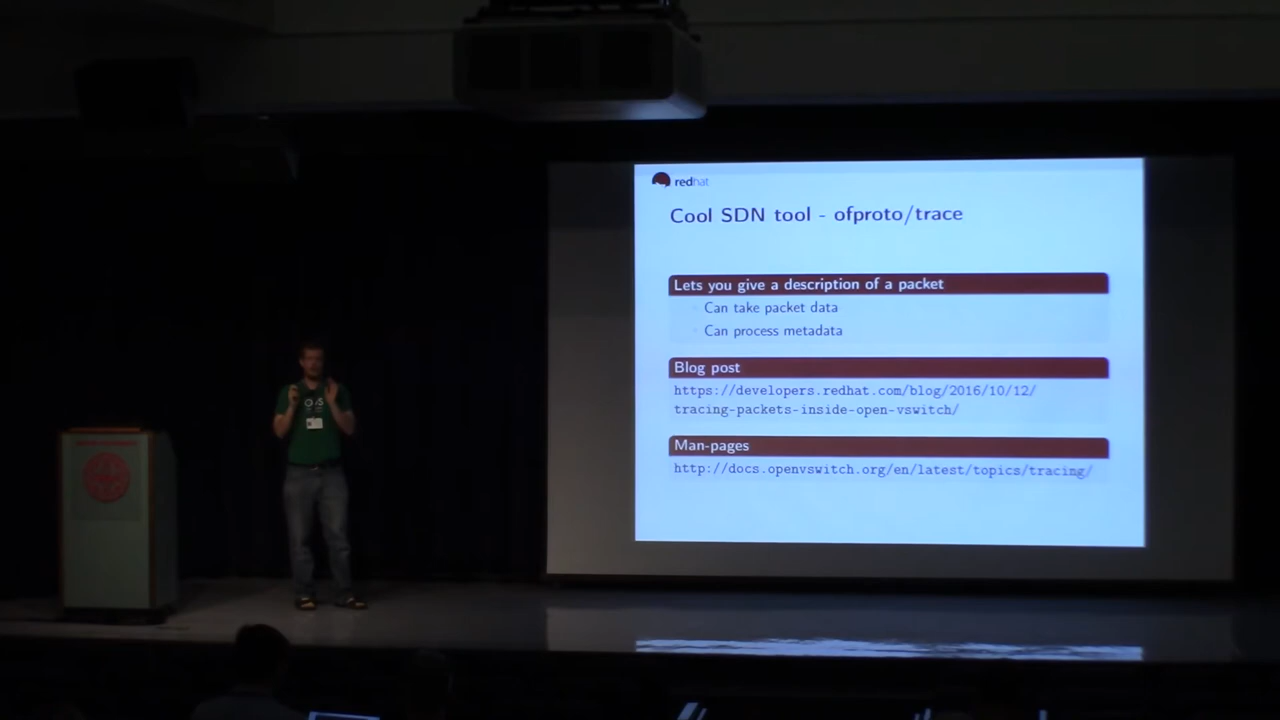 redhat
Cool SDN tool - ofproto/trace
Lets you give a description of a packet
Can take packet data
Can process metadata
Blog post
https://developers.redhat.com/blog/2016/10/12/
tracing-packets-inside-open-vswitch/
Man-pages
http://docs.openvswitch.org/en/latest/topics/tracing/